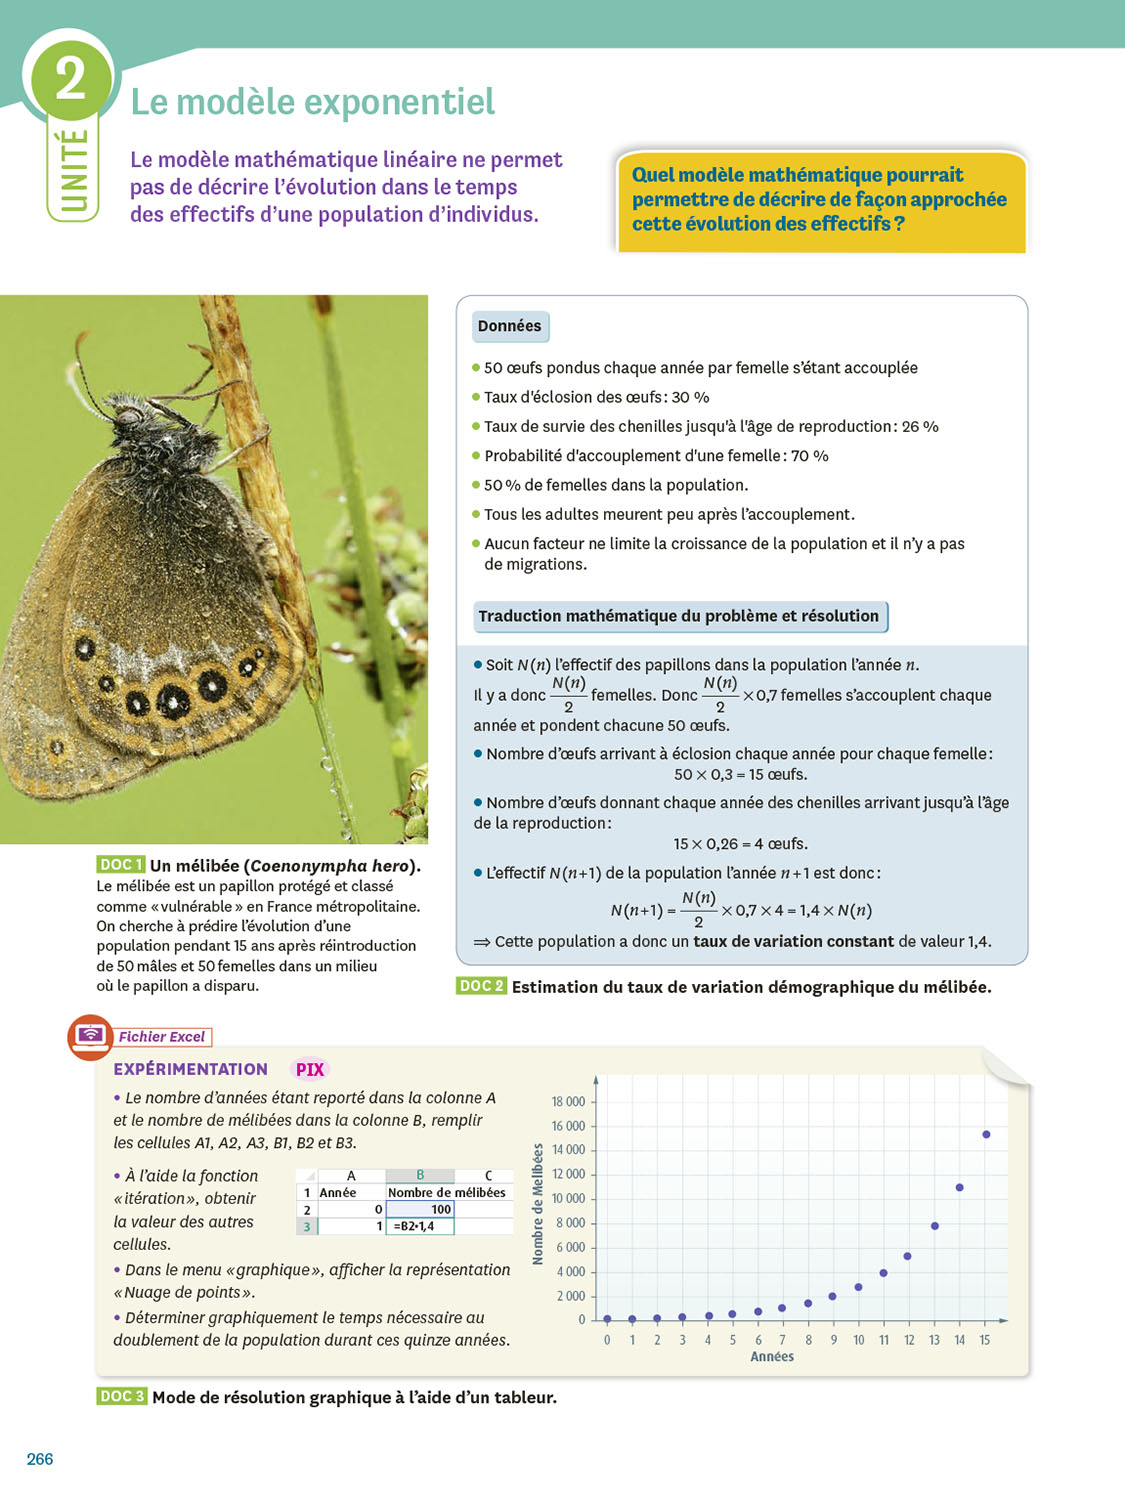 2
UNITÉ
Le modèle exponentiel
Le modèle mathématique linéaire ne permet
pas de décrire l'évolution dans le temps
des effectifs d'une population d'individus.
Quel modèle mathématique pourrait
permettre de décrire de façon approchée
cette évolution des effectifs ?
DOC 1 Un mélibée (Coenonympha hero).
Le mélibée est un papillon protégé et classé
comme « vulnérable » en France métropolitaine.
On cherche à prédire l'évolution d'une
population pendant 15 ans après réintroduction
de 50 mâles et 50 femelles dans un milieu
où le papillon a disparu.
Données
• 50 œufs pondus chaque année par femelle s'étant accouplée
• Taux d'éclosion des œufs : 30 %
• Taux de survie des chenilles jusqu'à l'âge de reproduction : 26 %
• Probabilité d'accouplement d'une femelle : 70 %
• 50 % de femelles dans la population.
• Tous les adultes meurent peu après l'accouplement.
• Aucun facteur ne limite la croissance de la population et il n'y a pas
de migrations.
Traduction mathématique du problème et résolution
• Soit N(n) l'effectif des papillons dans la population l'année n.
Il y a donc N(n)/2 femelles. Donc N(n)/2 × 0,7 femelles s'accouplent chaque
année et pondent chacune 50 œufs.
• Nombre d'œufs arrivant à éclosion chaque année pour chaque femelle :
50 × 0,3 = 15 œufs.
• Nombre d'œufs donnant chaque année des chenilles arrivant jusqu'à l'âge
de la reproduction :
15 × 0,26 = 4 œufs.
• L'effectif N(n+1) de la population l'année n+1 est donc :
N(n+1) = N(n)/2 × 0,7 × 4 = 1,4 × N(n)
⇒ Cette population a donc un taux de variation constant de valeur 1,4.
DOC 2 Estimation du taux de variation démographique du mélibée.
Fichier Excel
EXPÉRIMENTATION PIX
• Le nombre d'années étant reporté dans la colonne A
et le nombre de mélibées dans la colonne B, remplir
les cellules A1, A2, A3, B1, B2 et B3.
• À l'aide la fonction
« itération », obtenir
la valeur des autres
cellules.
A B C
1 Année Nombre de mélibées
2 0 100
3 1 =B2*1,4
• Dans le menu « graphique », afficher la représentation
« Nuage de points ».
• Déterminer graphiquement le temps nécessaire au
doublement de la population durant ces quinze années.
Nombre de Melibées
18 000
16 000
14 000
12 000
10 000
8 000
6 000
4 000
2 000
0
0 1 2 3 4 5 6 7 8 9 10 11 12 13 14 15
Années
DOC 3 Mode de résolution graphique à l'aide d'un tableur.
266